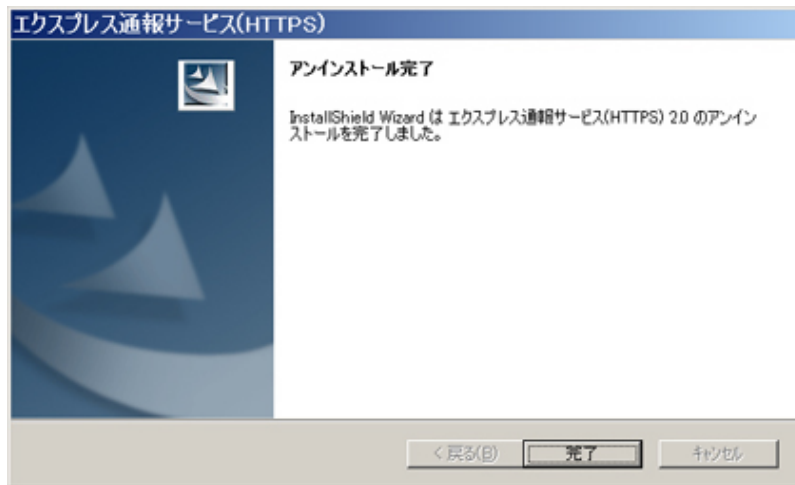 エクスプレス通報サービス(HTTPS)
アンインストール完了
InstallShield Wizard は エクスプレス通報サービス(HTTPS) 2.0 のアンイン
ストールを完了しました。
< 戻る(B)
完了
キャンセル